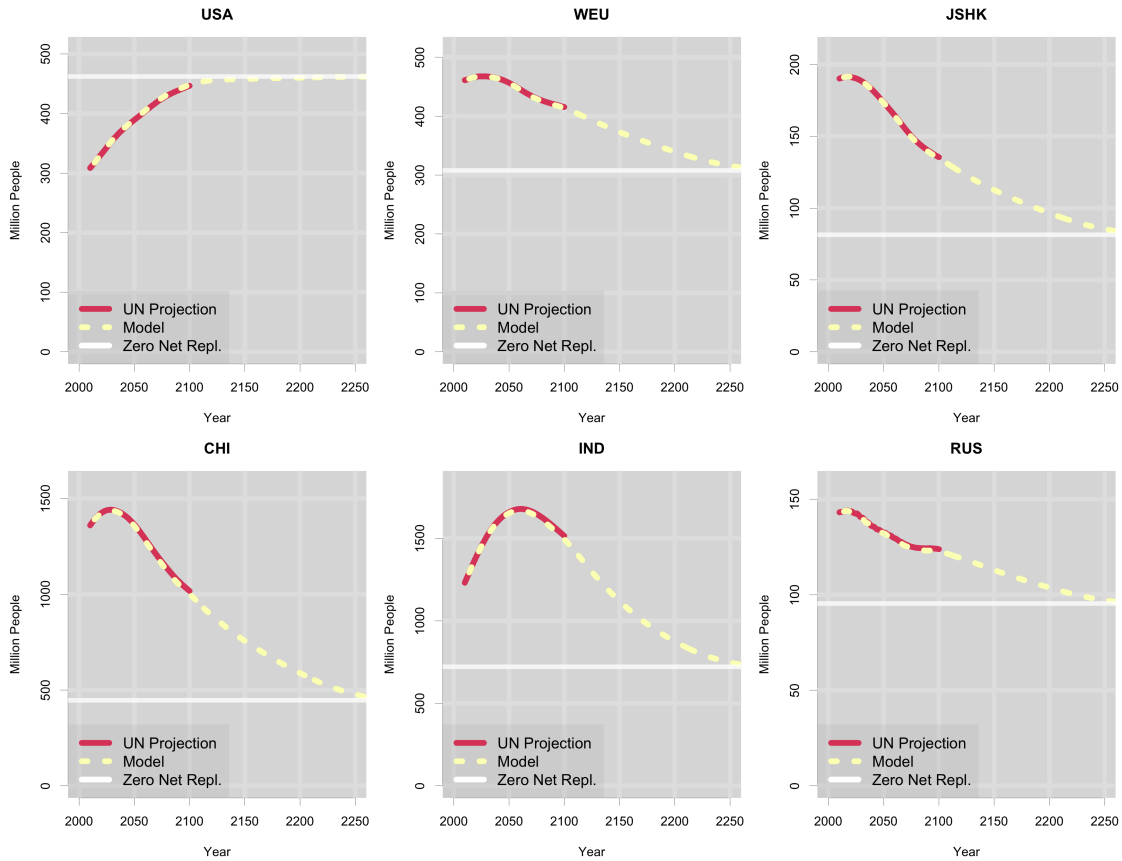 USA
Million People
0 100 200 300 400 500
UN Projection
Model
Zero Net Repl.
2000 2050 2100 2150 2200 2250
Year
WEU
Million People
0 100 200 300 400 500
UN Projection
Model
Zero Net Repl.
2000 2050 2100 2150 2200 2250
Year
JSHK
Million People
0 50 100 150 200
UN Projection
Model
Zero Net Repl.
2000 2050 2100 2150 2200 2250
Year
CHI
Million People
0 500 1000 1500
UN Projection
Model
Zero Net Repl.
2000 2050 2100 2150 2200 2250
Year
IND
Million People
0 500 1000 1500
UN Projection
Model
Zero Net Repl.
2000 2050 2100 2150 2200 2250
Year
RUS
Million People
0 50 100 150
UN Projection
Model
Zero Net Repl.
2000 2050 2100 2150 2200 2250
Year